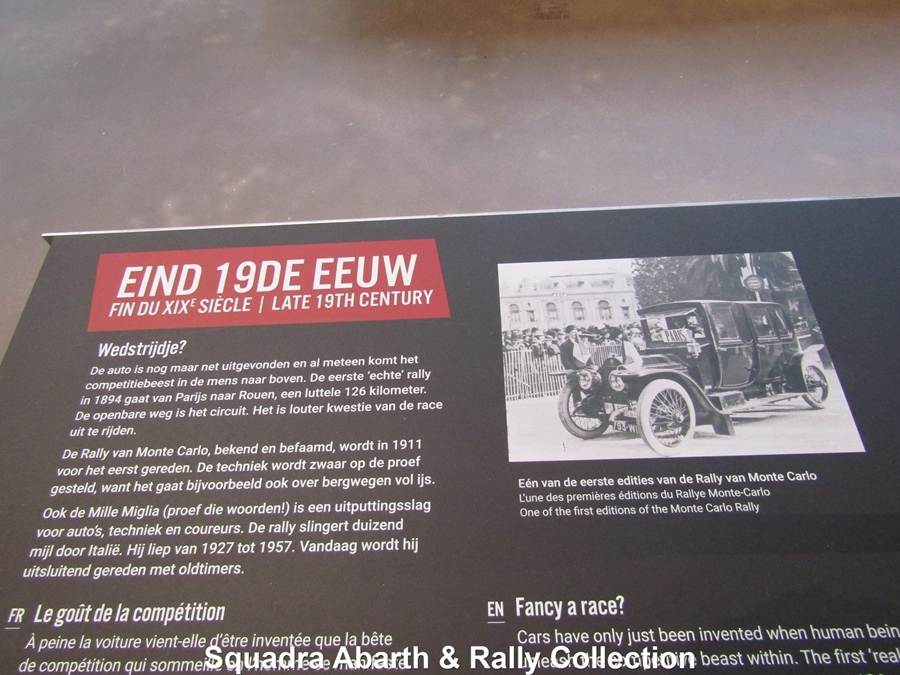 EIND 19DE EEUW
FIN DU XIXE SIÈCLE | LATE 19TH CENTURY
Wedstrijdje?
De auto is nog maar net uitgevonden en al meteen komt het
competitiebeest in de mens naar boven. De eerste ‘echte’ rally
in 1894 gaat van Parijs naar Rouen, een luttele 126 kilometer.
De openbare weg is het circuit. Het is louter kwestie van de race
uit te rijden.
De Rally van Monte Carlo, bekend en befaamd, wordt in 1911
voor het eerst gereden. De techniek wordt zwaar op de proef
gesteld, want het gaat bijvoorbeeld ook over bergwegen vol ijs.
Ook de Mille Miglia (proef die woorden!) is een uitputtingsslag
voor auto’s, techniek en coureurs. De rally slingert duizend
mijl door Italië. Hij liep van 1927 tot 1957. Vandaag wordt hij
uitsluitend gereden met oldtimers.
PARIS
Eén van de eerste edities van de Rally van Monte Carlo
L’une des premières éditions du Rallye Monte-Carlo
One of the first editions of the Monte Carlo Rally
FR Le goût de la compétition
À peine la voiture vient-elle d’être inventée que la bête
de compétition qui
EN Fancy a race?
Cars have only just been invented when human
beast within. The first ‘real
Squadra Abarth & Rally Collection